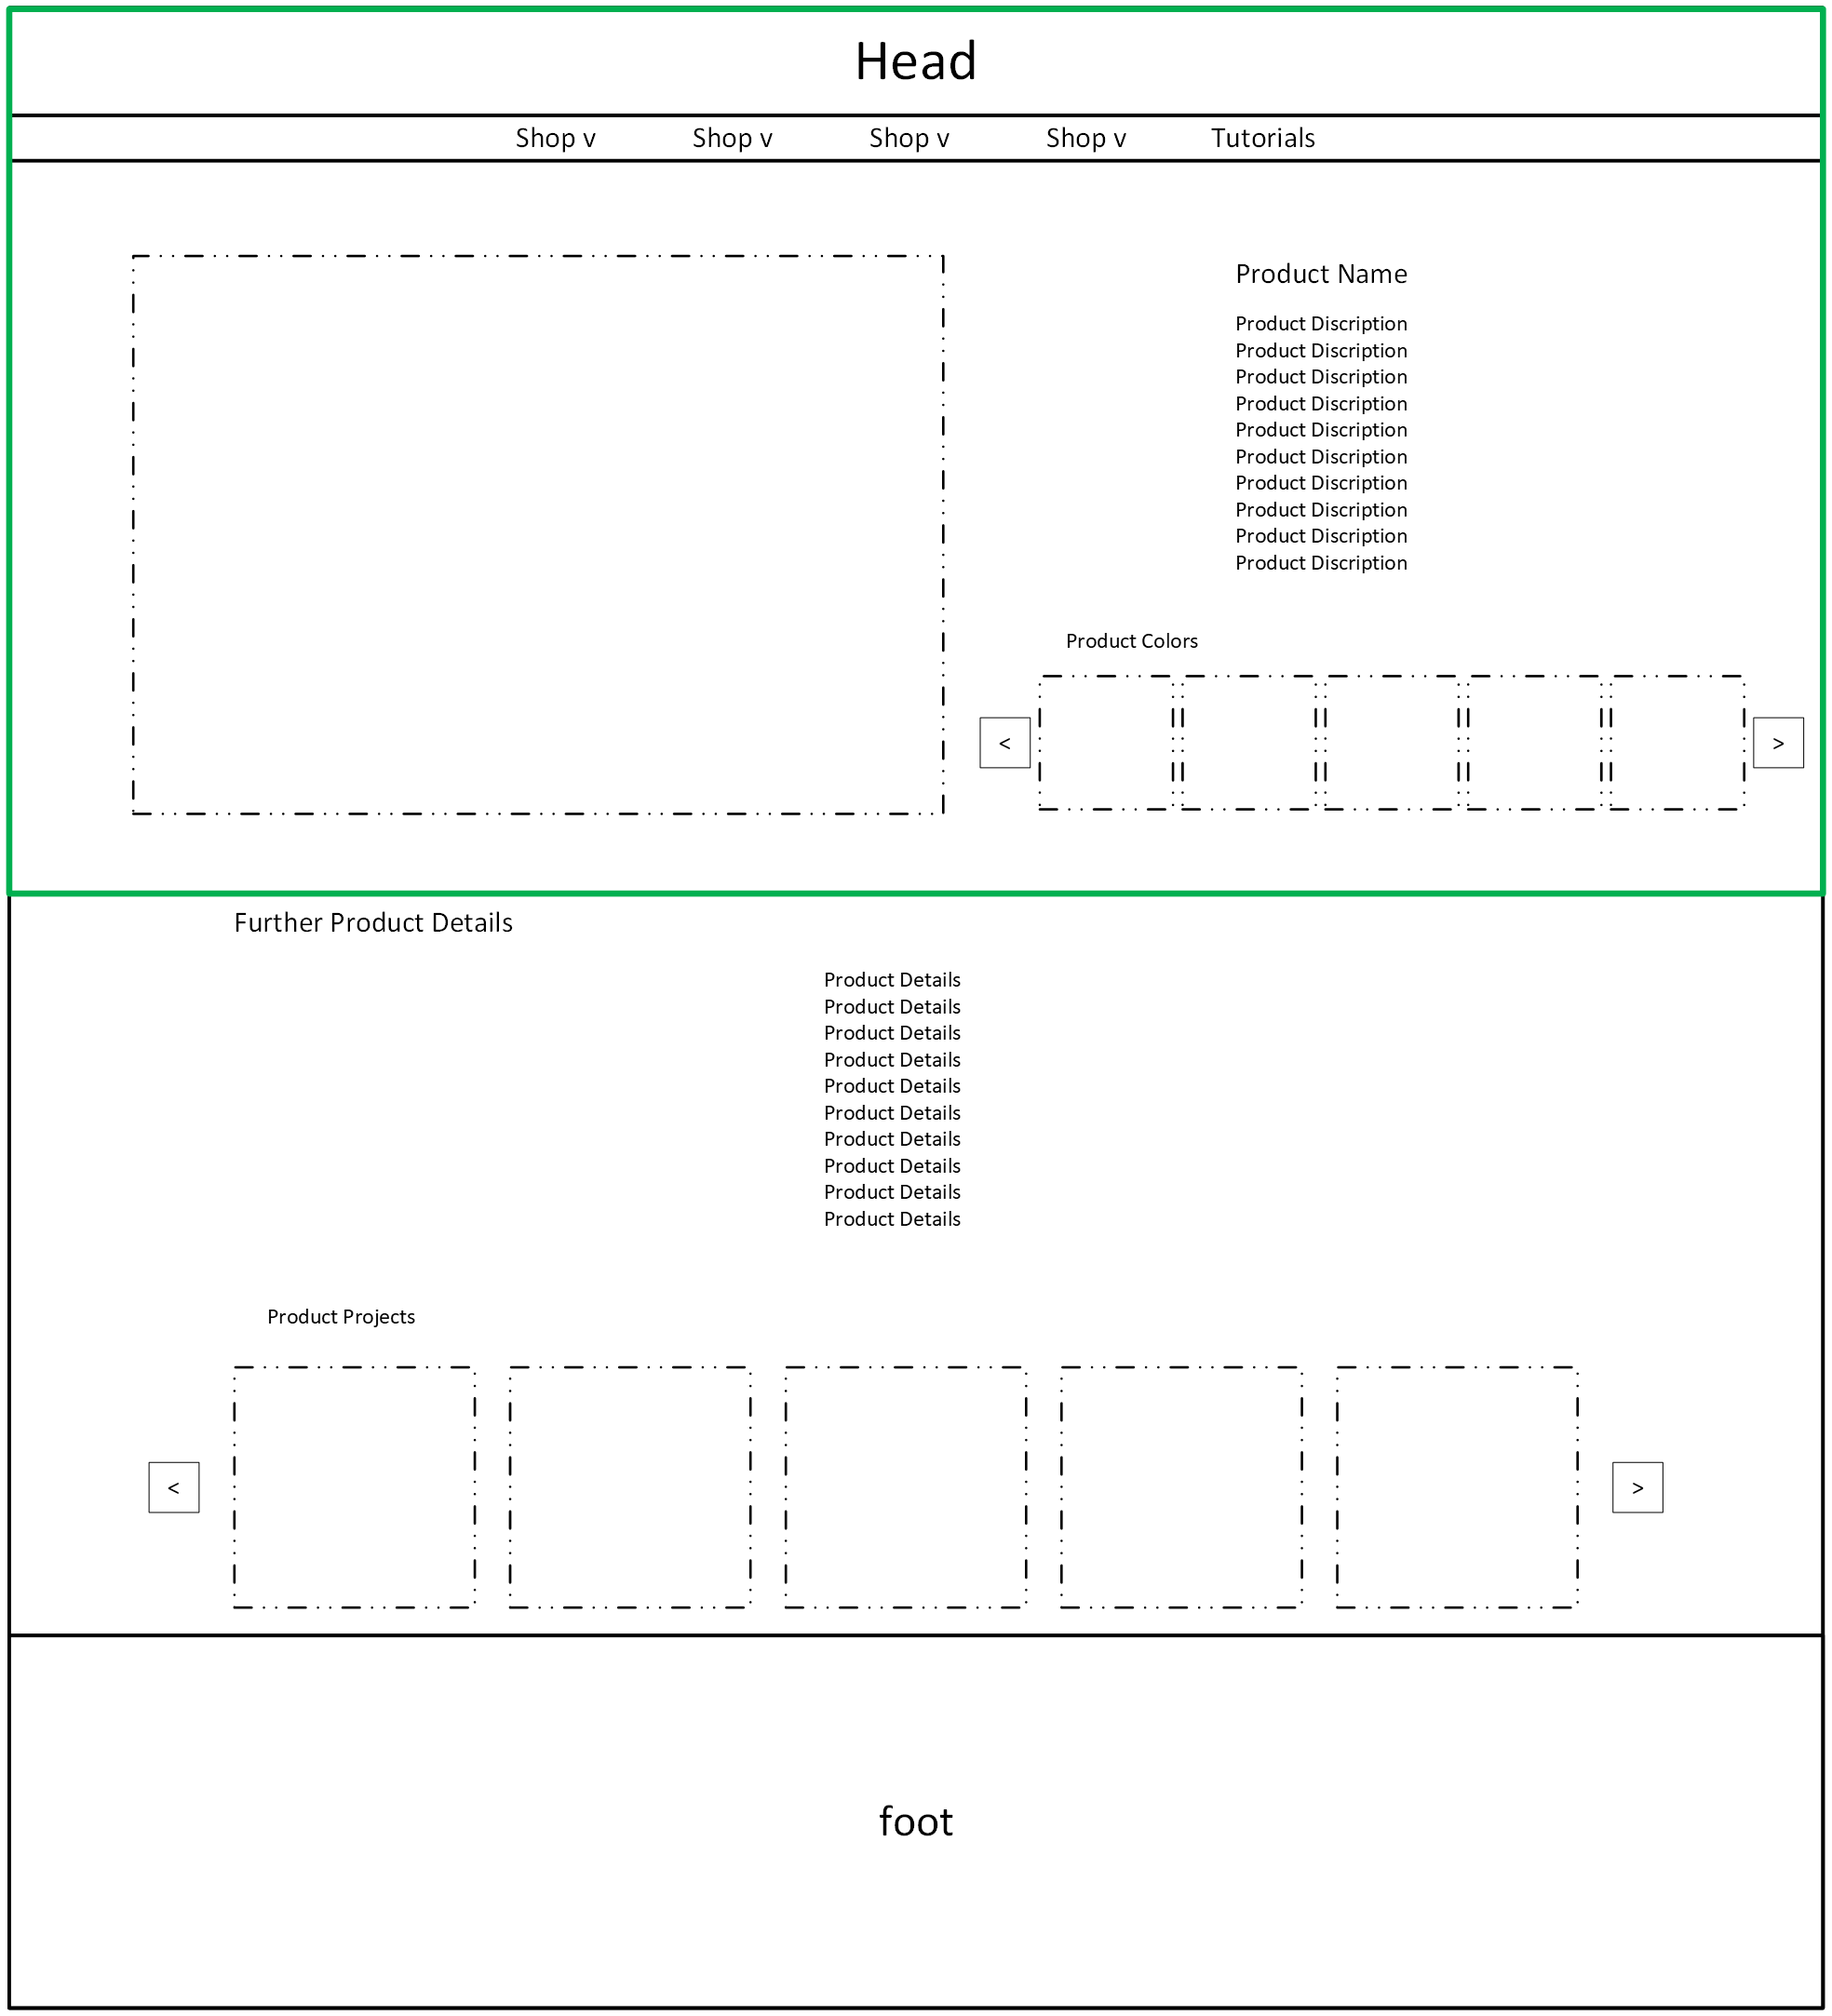 Head
Shop v
Shop v
Shop v
Shop v
Tutorials
Product Name
Product Discription
Product Discription
Product Discription
Product Discription
Product Discription
Product Discription
Product Discription
Product Discription
Product Discription
Product Discription
Product Colors
<
>
Further Product Details
Product Details
Product Details
Product Details
Product Details
Product Details
Product Details
Product Details
Product Details
Product Details
Product Details
Product Projects
<
>
foot